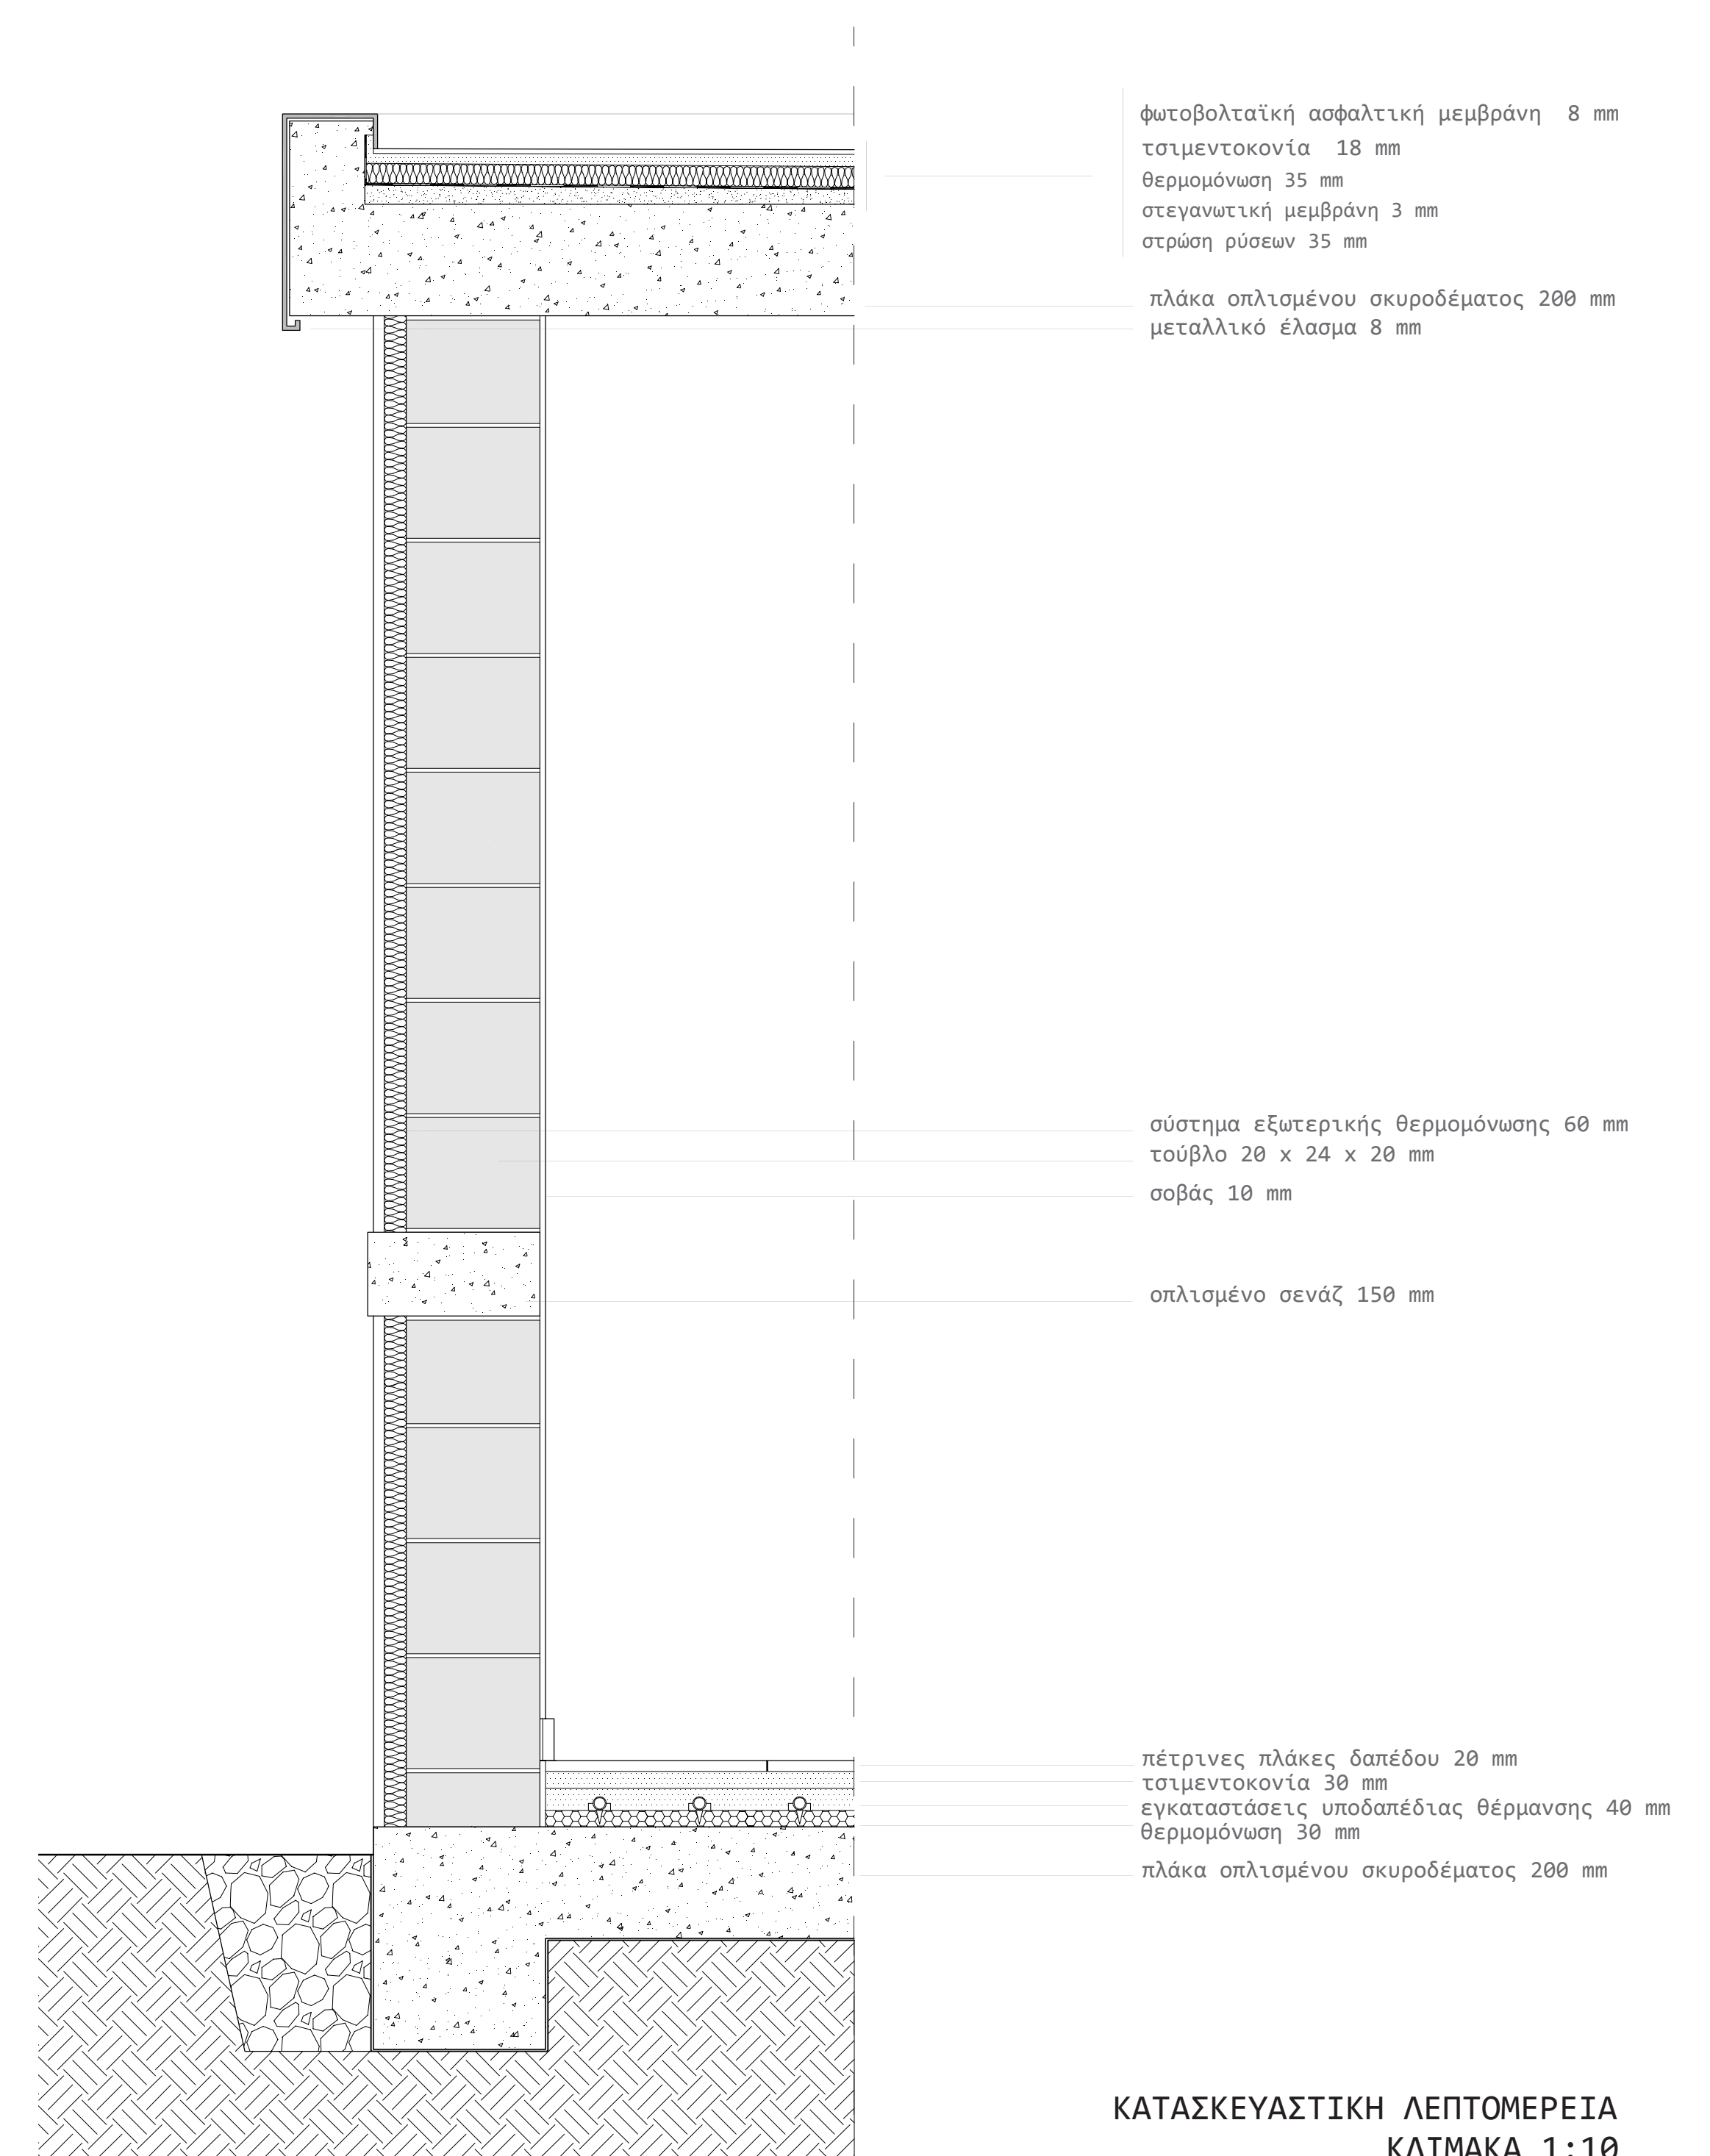 φωτοβολταϊκή ασφαλτική μεμβράνη  8 mm
τσιμεντοκονία  18 mm
θερμομόνωση 35 mm
στεγανωτική μεμβράνη 3 mm
στρώση ρύσεων 35 mm
πλάκα οπλισμένου σκυροδέματος 200 mm
μεταλλικό έλασμα 8 mm
σύστημα εξωτερικής θερμομόνωσης 60 mm
τούβλο 20 x 24 x 20 mm
σοβάς 10 mm
οπλισμένο σενάζ 150 mm
πέτρινες πλάκες δαπέδου 20 mm
τσιμεντοκονία 30 mm
εγκαταστάσεις υποδαπέδιας θέρμανσης 40 mm
θερμομόνωση 30 mm
πλάκα οπλισμένου σκυροδέματος 200 mm
ΚΑΤΑΣΚΕΥΑΣΤΙΚΗ ΛΕΠΤΟΜΕΡΕΙΑ
ΚΛΙΜΑΚΑ 1:10